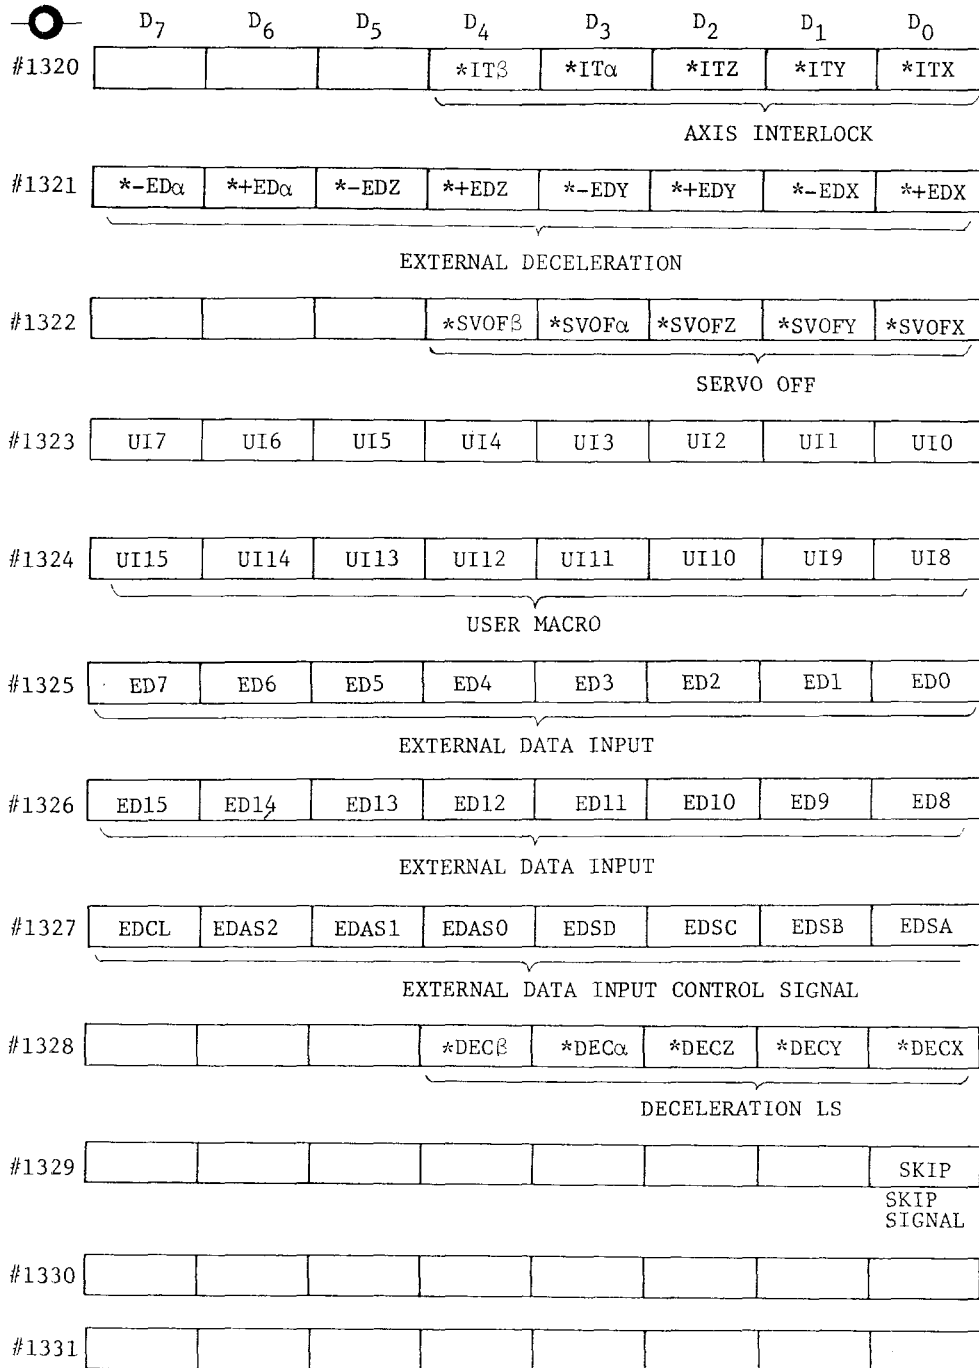 D7 D6 D5 D4 D3 D2 D1 D0
#1320 *ITβ *ITα *ITZ *ITY *ITX
AXIS INTERLOCK
#1321 *-EDα *+EDα *-EDZ *+EDZ *-EDY *+EDY *-EDX *+EDX
EXTERNAL DECELERATION
#1322 *SVOFβ *SVOFα *SVOFZ *SVOFY *SVOFX
SERVO OFF
#1323 UI7 UI6 UI5 UI4 UI3 UI2 UI1 UI0
#1324 UI15 UI14 UI13 UI12 UI11 UI10 UI9 UI8
USER MACRO
#1325 ED7 ED6 ED5 ED4 ED3 ED2 ED1 ED0
EXTERNAL DATA INPUT
#1326 ED15 ED14 ED13 ED12 ED11 ED10 ED9 ED8
EXTERNAL DATA INPUT
#1327 EDCL EDAS2 EDAS1 EDAS0 EDSD EDSC EDSB EDSA
EXTERNAL DATA INPUT CONTROL SIGNAL
#1328 *DECβ *DECα *DECZ *DECY *DECX
DECELERATION LS
#1329 SKIP
SKIP
SIGNAL
#1330
#1331